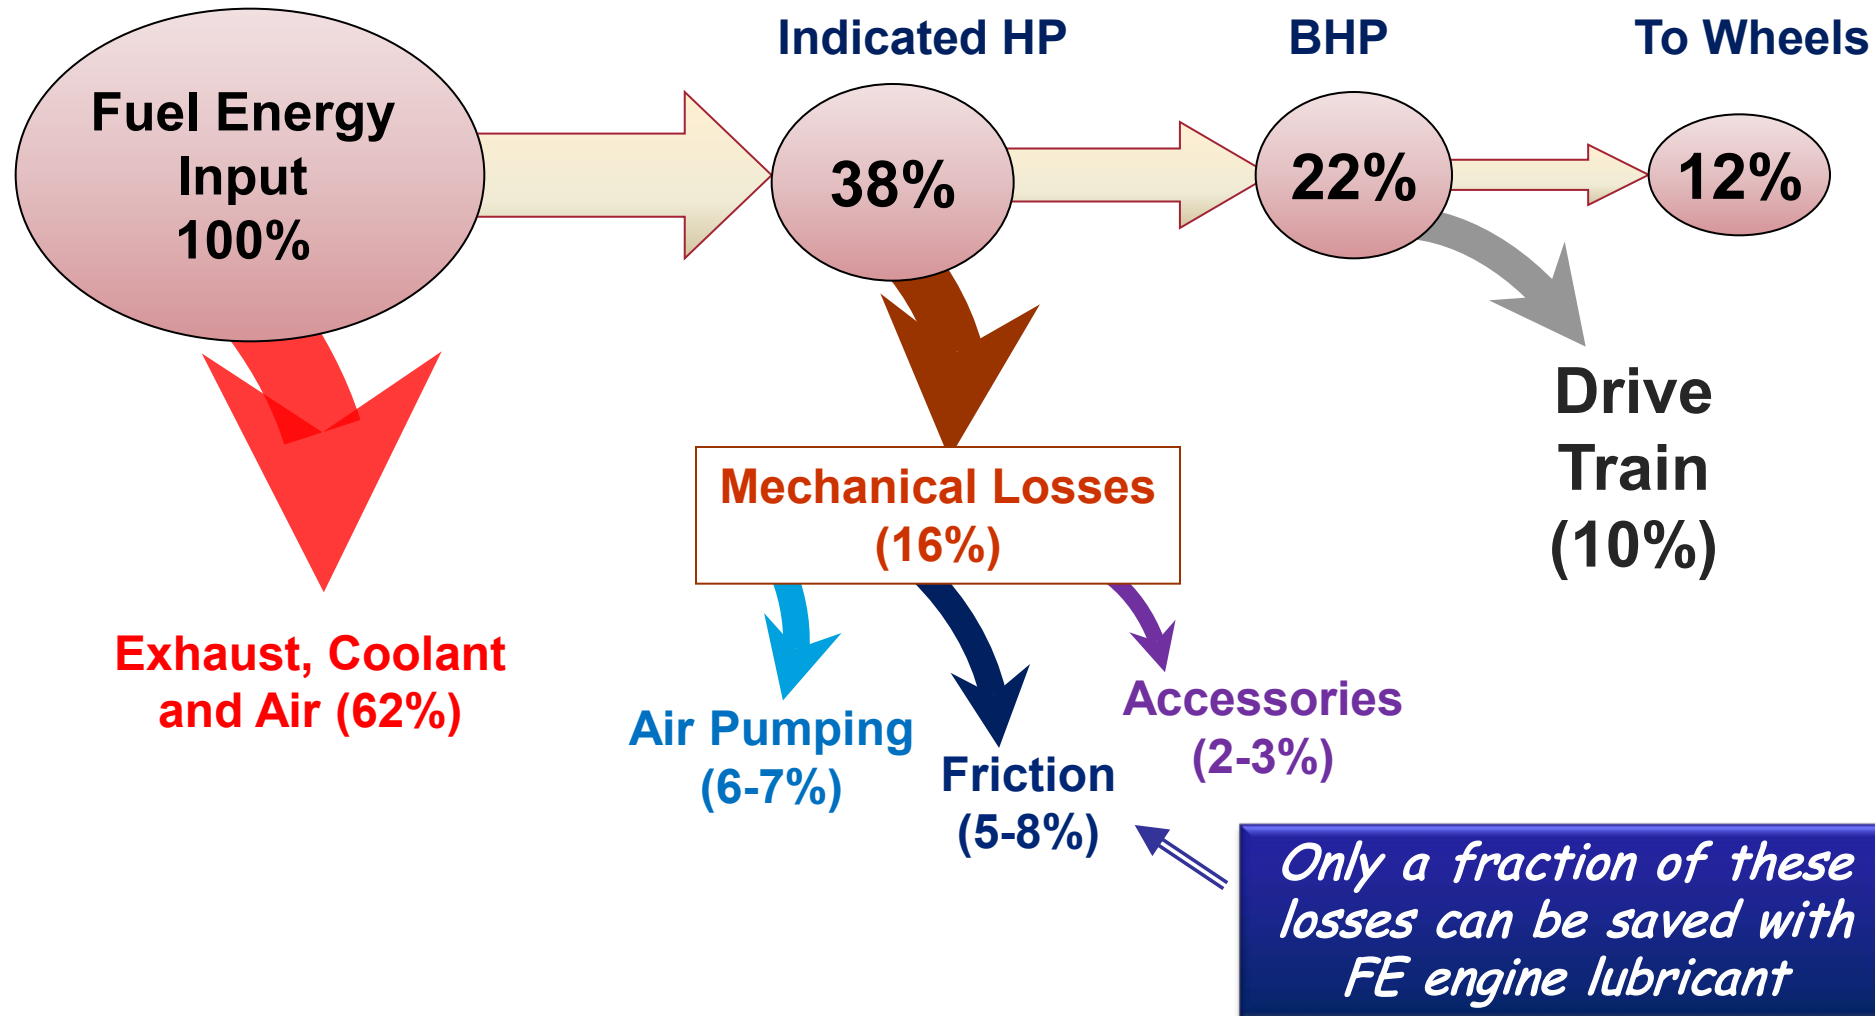 Indicated HP
BHP
To Wheels
Fuel Energy
Input
100%
38%
22%
12%
Drive
Train
(10%)
Mechanical Losses
(16%)
Exhaust, Coolant
and Air (62%)
Air Pumping
(6-7%)
Friction
(5-8%)
Accessories
(2-3%)
Only a fraction of these
losses can be saved with
FE engine lubricant